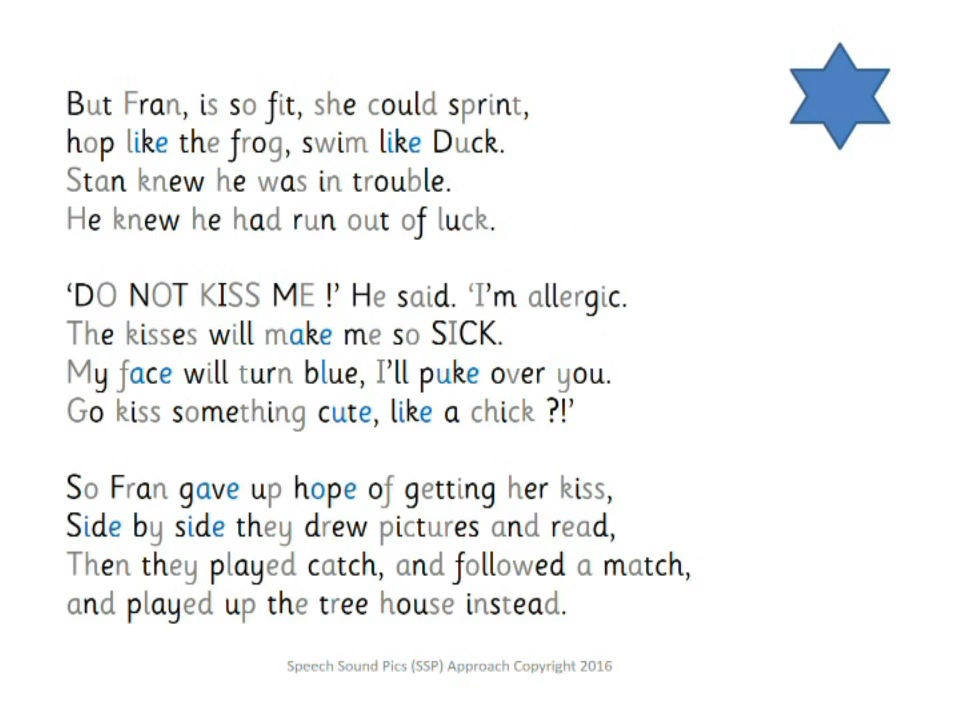 But Fran, is so fit, she could sprint,
hop like the frog, swim like Duck.
Stan knew he was in trouble.
He knew he had run out of luck.
‘DO NOT KISS ME !’ He said. ‘I’m allergic.
The kisses will make me so SICK.
My face will turn blue, I’ll puke over you.
Go kiss something cute, like a chick ?!’
So Fran gave up hope of getting her kiss,
Side by side they drew pictures and read,
Then they played catch, and followed a match,
and played up the tree house instead.
Speech Sound Pics (SSP) Approach Copyright 2016